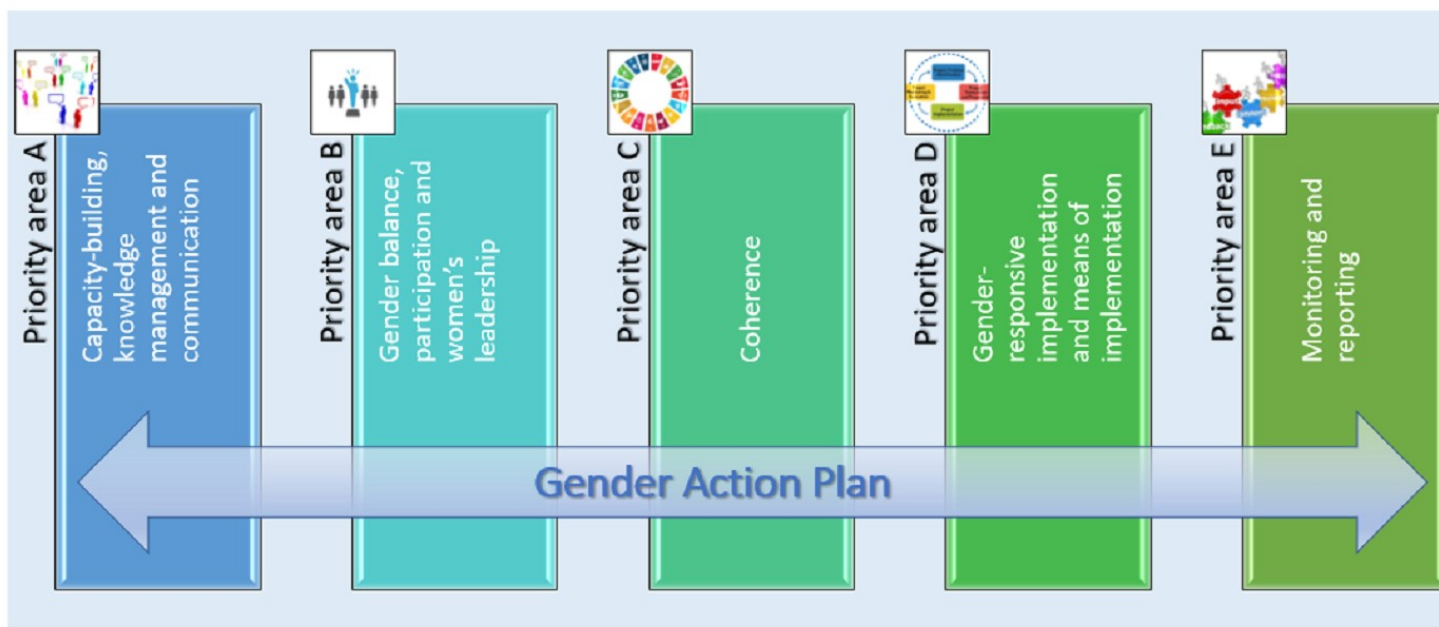 Priority area A
Capacity-building,
knowledge
management and
communication
Priority area B
Gender balance,
participation and
women's
leadership
Priority area C
Coherence
Priority area D
Gender-
responsive
implementation
and means of
implementation
Priority area E
Monitoring and
reporting
Gender Action Plan